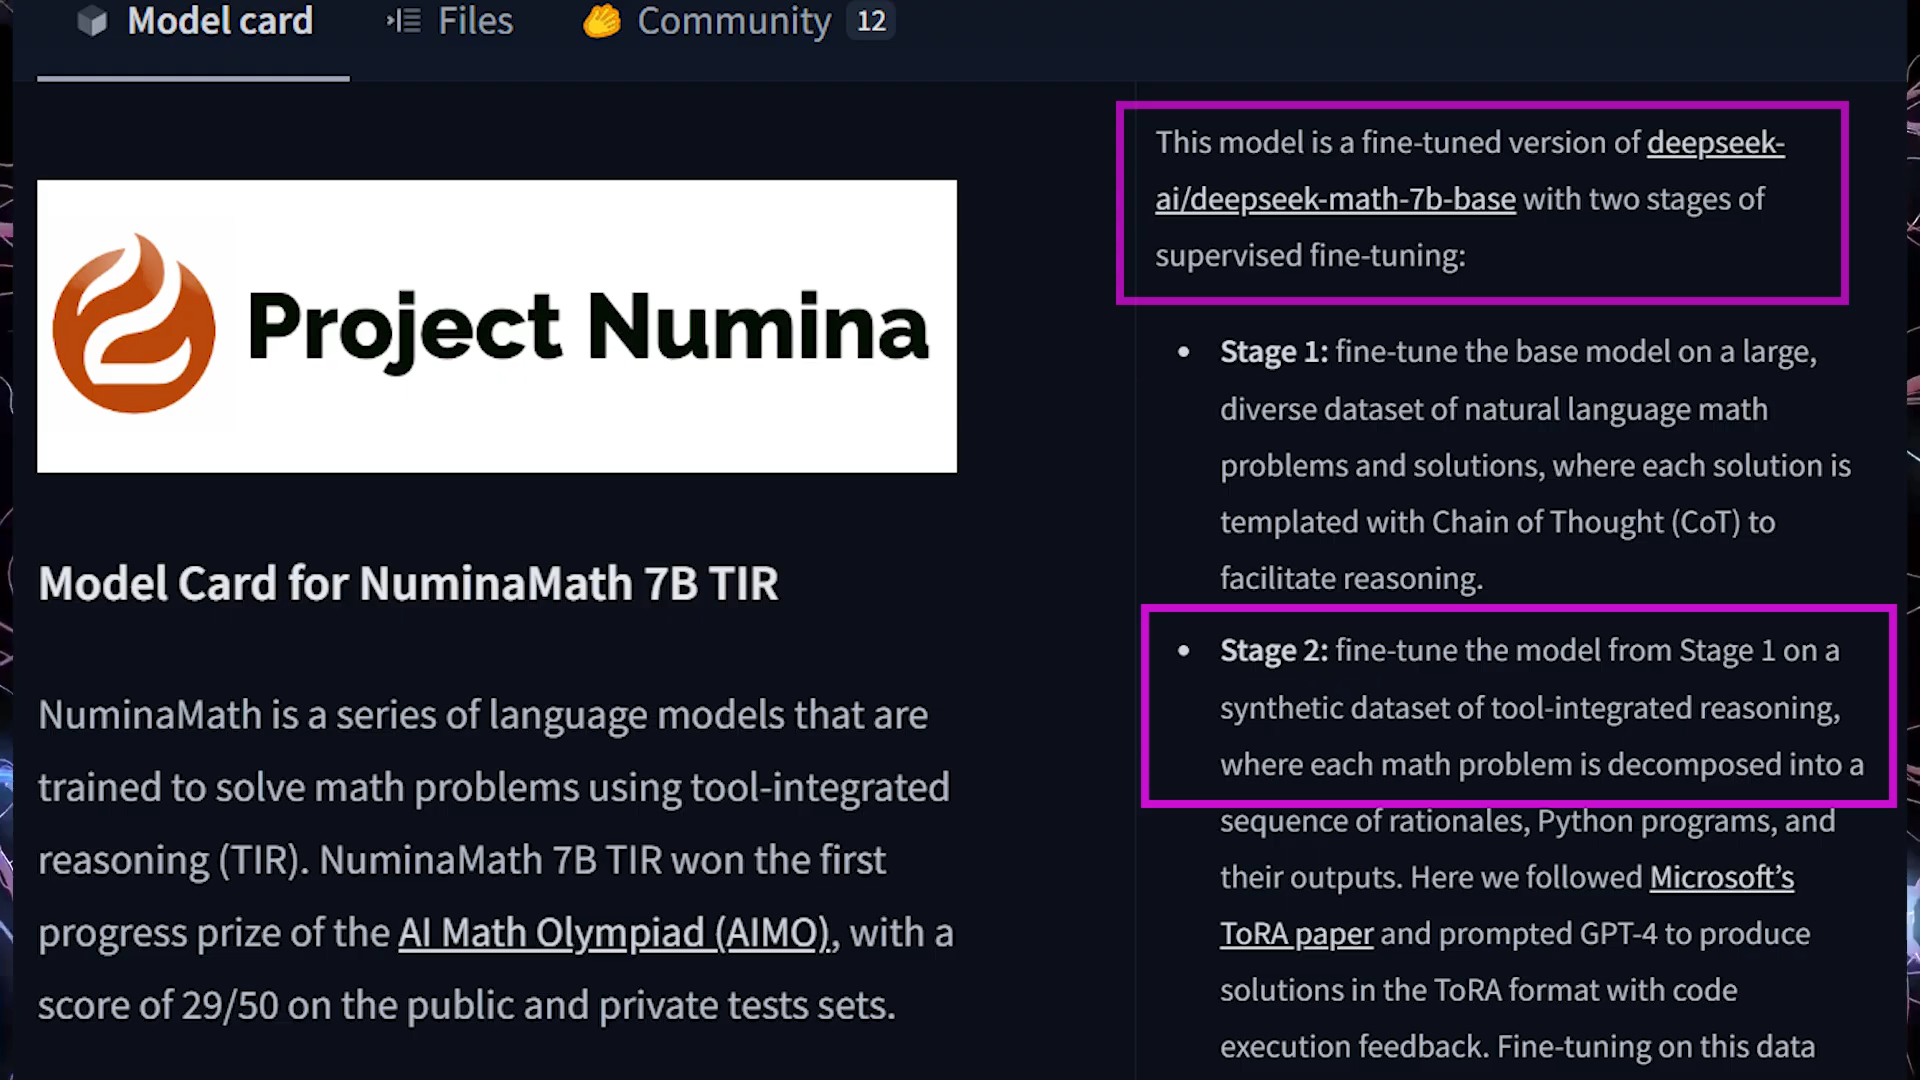 Model card
Files
Community 12
Project Numina
Model Card for NuminaMath 7B TIR
NuminaMath is a series of language models that are
trained to solve math problems using tool-integrated
reasoning (TIR). NuminaMath 7B TIR won the first
progress prize of the AI Math Olympiad (AIMO), with a
score of 29/50 on the public and private tests sets.
This model is a fine-tuned version of deepseek-
ai/deepseek-math-7b-base with two stages of
supervised fine-tuning:
• Stage 1: fine-tune the base model on a large,
diverse dataset of natural language math
problems and solutions, where each solution is
templated with Chain of Thought (CoT) to
facilitate reasoning.
• Stage 2: fine-tune the model from Stage 1 on a
synthetic dataset of tool-integrated reasoning,
where each math problem is decomposed into a
sequence of rationales, Python programs, and
their outputs. Here we followed Microsoft’s
ToRA paper and prompted GPT-4 to produce
solutions in the ToRA format with code
execution feedback. Fine-tuning on this data